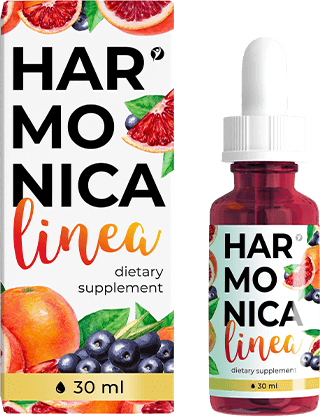 HAR
MO
NICA
linea
dietary
supplement
30 ml
HAR
MO
NICA
linea
dietary supplement
30 ml